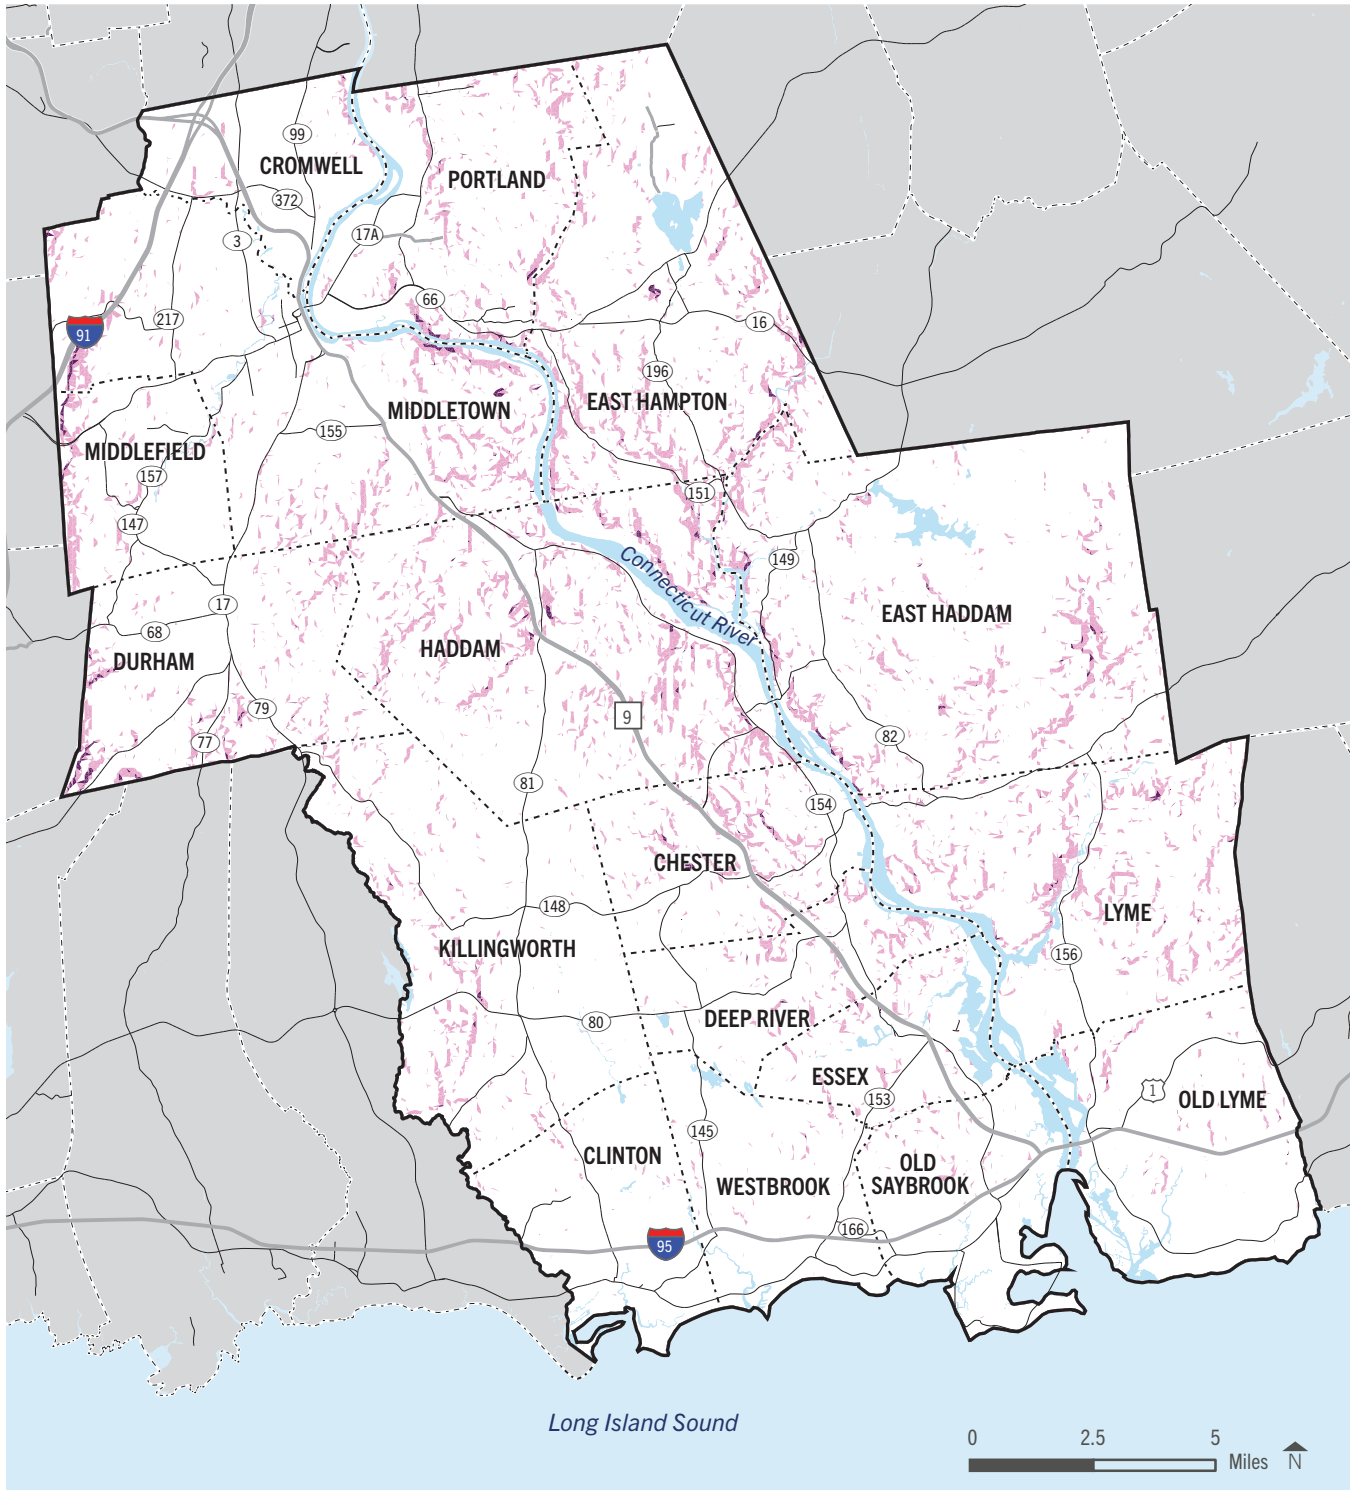 99
CROMWELL
PORTLAND
372
3
17A
66
217
91
16
196
MIDDLETOWN
EAST HAMPTON
155
MIDDLEFIELD
157
151
147
Connecticut River
149
17
68
EAST HADDAM
HADDAM
DURHAM
79
9
77
82
81
154
CHESTER
148
LYME
KILLINGWORTH
156
80
DEEP RIVER
ESSEX
153
1
OLD LYME
145
CLINTON
OLD
SAYBROOK
WESTBROOK
166
95
Long Island Sound
0 2.5 5
Miles N